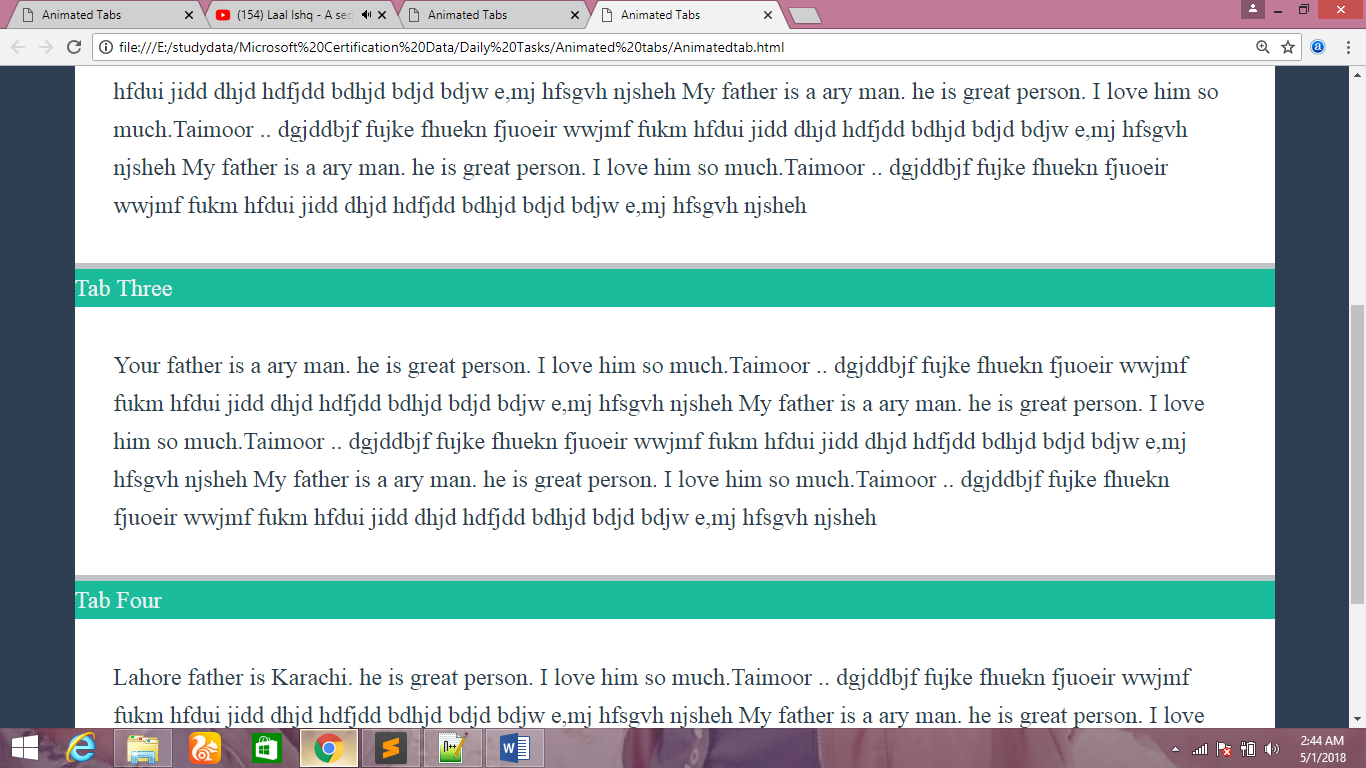 Animated Tabs
(154) Laal Ishq - A sec
Animated Tabs
Animated Tabs
file:///E:/studydata/Microsoft%20Certification%20Data/Daily%20Tasks/Animated%20tabs/Animatedtab.html
hfdui jidd dhjd hdfjdd bdhjd bdjd bdjw e,mj hfsgvh njsheh My father is a ary man. he is great person. I love him so
much.Taimoor .. dgjddbjf fujke fhuekn fjuoeir wwjmf fukm hfdui jidd dhjd hdfjdd bdhjd bdjd bdjw e,mj hfsgvh
njsheh My father is a ary man. he is great person. I love him so much.Taimoor .. dgjddbjf fujke fhuekn fjuoeir
wwjmf fukm hfdui jidd dhjd hdfjdd bdhjd bdjd bdjw e,mj hfsgvh njsheh
Tab Three
Your father is a ary man. he is great person. I love him so much.Taimoor .. dgjddbjf fujke fhuekn fjuoeir wwjmf
fukm hfdui jidd dhjd hdfjdd bdhjd bdjd bdjw e,mj hfsgvh njsheh My father is a ary man. he is great person. I love
him so much.Taimoor .. dgjddbjf fujke fhuekn fjuoeir wwjmf fukm hfdui jidd dhjd hdfjdd bdhjd bdjd bdjw e,mj
hfsgvh njsheh My father is a ary man. he is great person. I love him so much.Taimoor .. dgjddbjf fujke fhuekn
fjuoeir wwjmf fukm hfdui jidd dhjd hdfjdd bdhjd bdjd bdjw e,mj hfsgvh njsheh
Tab Four
Lahore father is Karachi. he is great person. I love him so much.Taimoor .. dgjddbjf fujke fhuekn fjuoeir wwjmf
fukm hfdui jidd dhjd hdfjdd bdhjd bdjd bdjw e,mj hfsgvh njsheh My father is a ary man. he is great person. I love
2:44 AM
5/1/2018